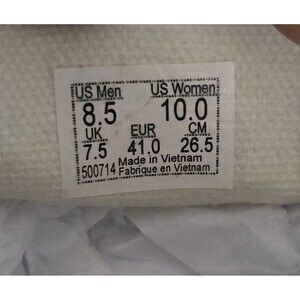 US Men US Women
8.5 10.0
UK EUR CM
7.5 41.0 26.5
500714 Made in Vietnam
Fabrique en Vietnam